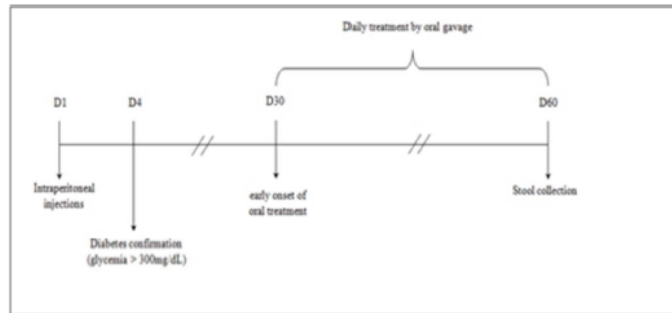 Daily treatment by oral gavage
D1
D4
D30
D60
Intraperitoneal
injections
early onset of
oral treatment
Stool collection
Diabetes confirmation
(glycemia > 300mg/dL)